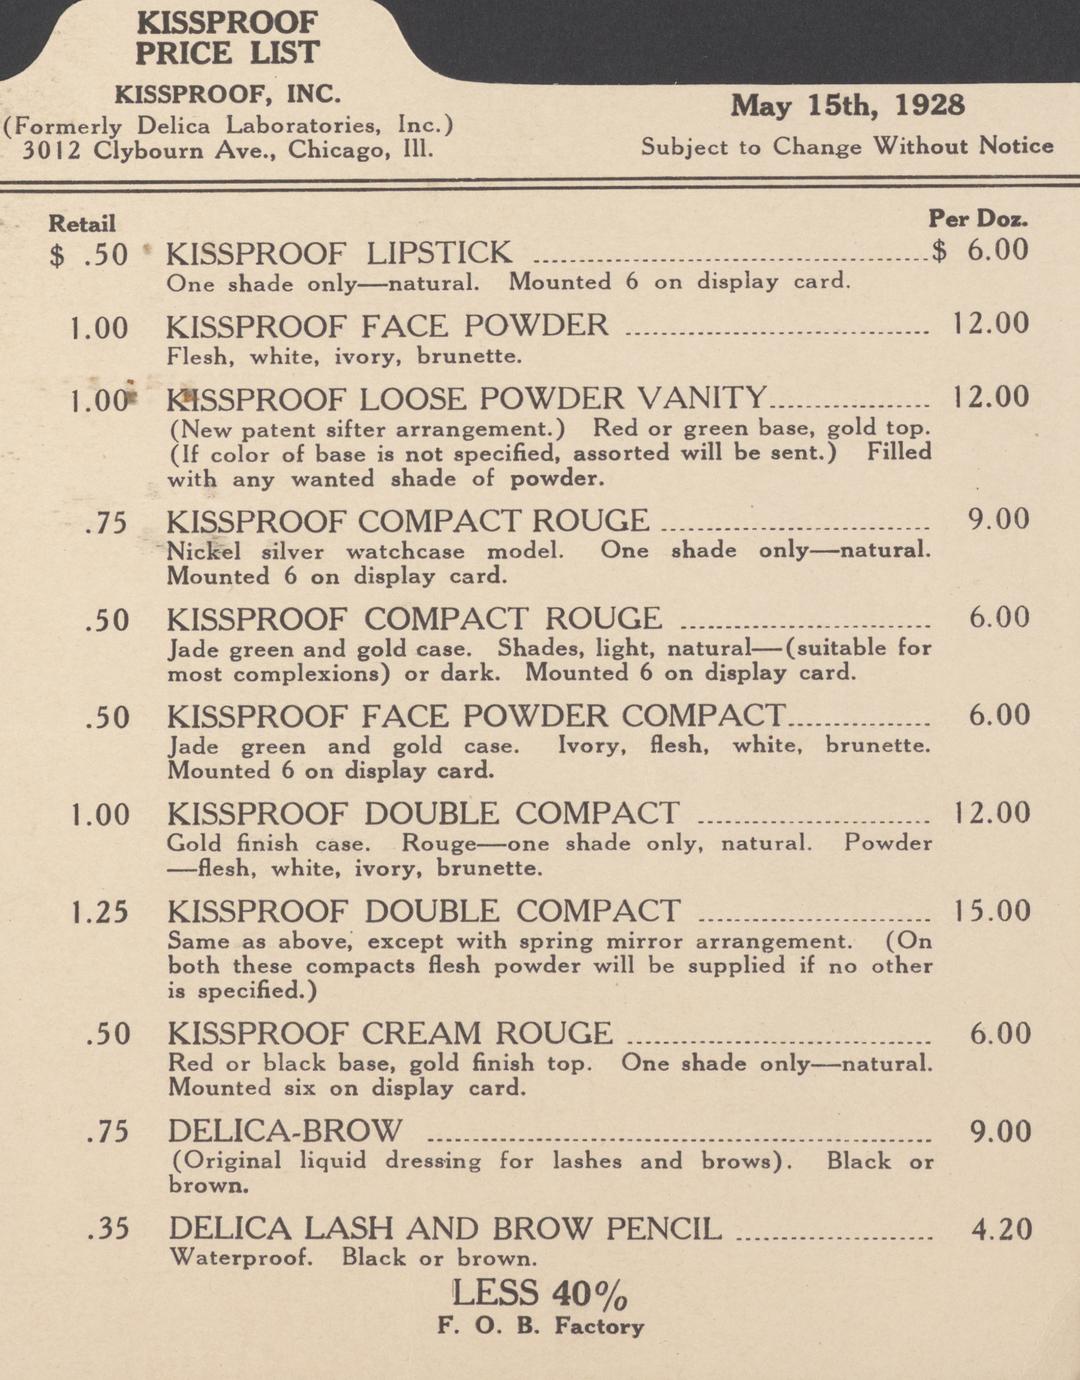 KISSPROOF
PRICE LIST
KISSPROOF, INC.
(Formerly Delica Laboratories, Inc.)
3012 Clybourn Ave., Chicago, Ill.
May 15th, 1928
Subject to Change Without Notice
Retail Per Doz.
$ .50 KISSPROOF LIPSTICK ........ $ 6.00
One shade only—natural. Mounted 6 on display card.
1.00 KISSPROOF FACE POWDER ........ 12.00
Flesh, white, ivory, brunette.
1.00 KISSPROOF LOOSE POWDER VANITY........ 12.00
(New patent sifter arrangement.) Red or green base, gold top.
(If color of base is not specified, assorted will be sent.) Filled
with any wanted shade of powder.
.75 KISSPROOF COMPACT ROUGE ........ 9.00
Nickel silver watchcase model. One shade only—natural.
Mounted 6 on display card.
.50 KISSPROOF COMPACT ROUGE ........ 6.00
Jade green and gold case. Shades, light, natural—(suitable for
most complexions) or dark. Mounted 6 on display card.
.50 KISSPROOF FACE POWDER COMPACT........ 6.00
Jade green and gold case. Ivory, flesh, white, brunette.
Mounted 6 on display card.
1.00 KISSPROOF DOUBLE COMPACT ........ 12.00
Gold finish case. Rouge—one shade only, natural. Powder
—flesh, white, ivory, brunette.
1.25 KISSPROOF DOUBLE COMPACT ........ 15.00
Same as above, except with spring mirror arrangement. (On
both these compacts flesh powder will be supplied if no other
is specified.)
.50 KISSPROOF CREAM ROUGE ........ 6.00
Red or black base, gold finish top. One shade only—natural.
Mounted six on display card.
.75 DELICA-BROW ........ 9.00
(Original liquid dressing for lashes and brows). Black or
brown.
.35 DELICA LASH AND BROW PENCIL ........ 4.20
Waterproof. Black or brown.
LESS 40%
F. O. B. Factory